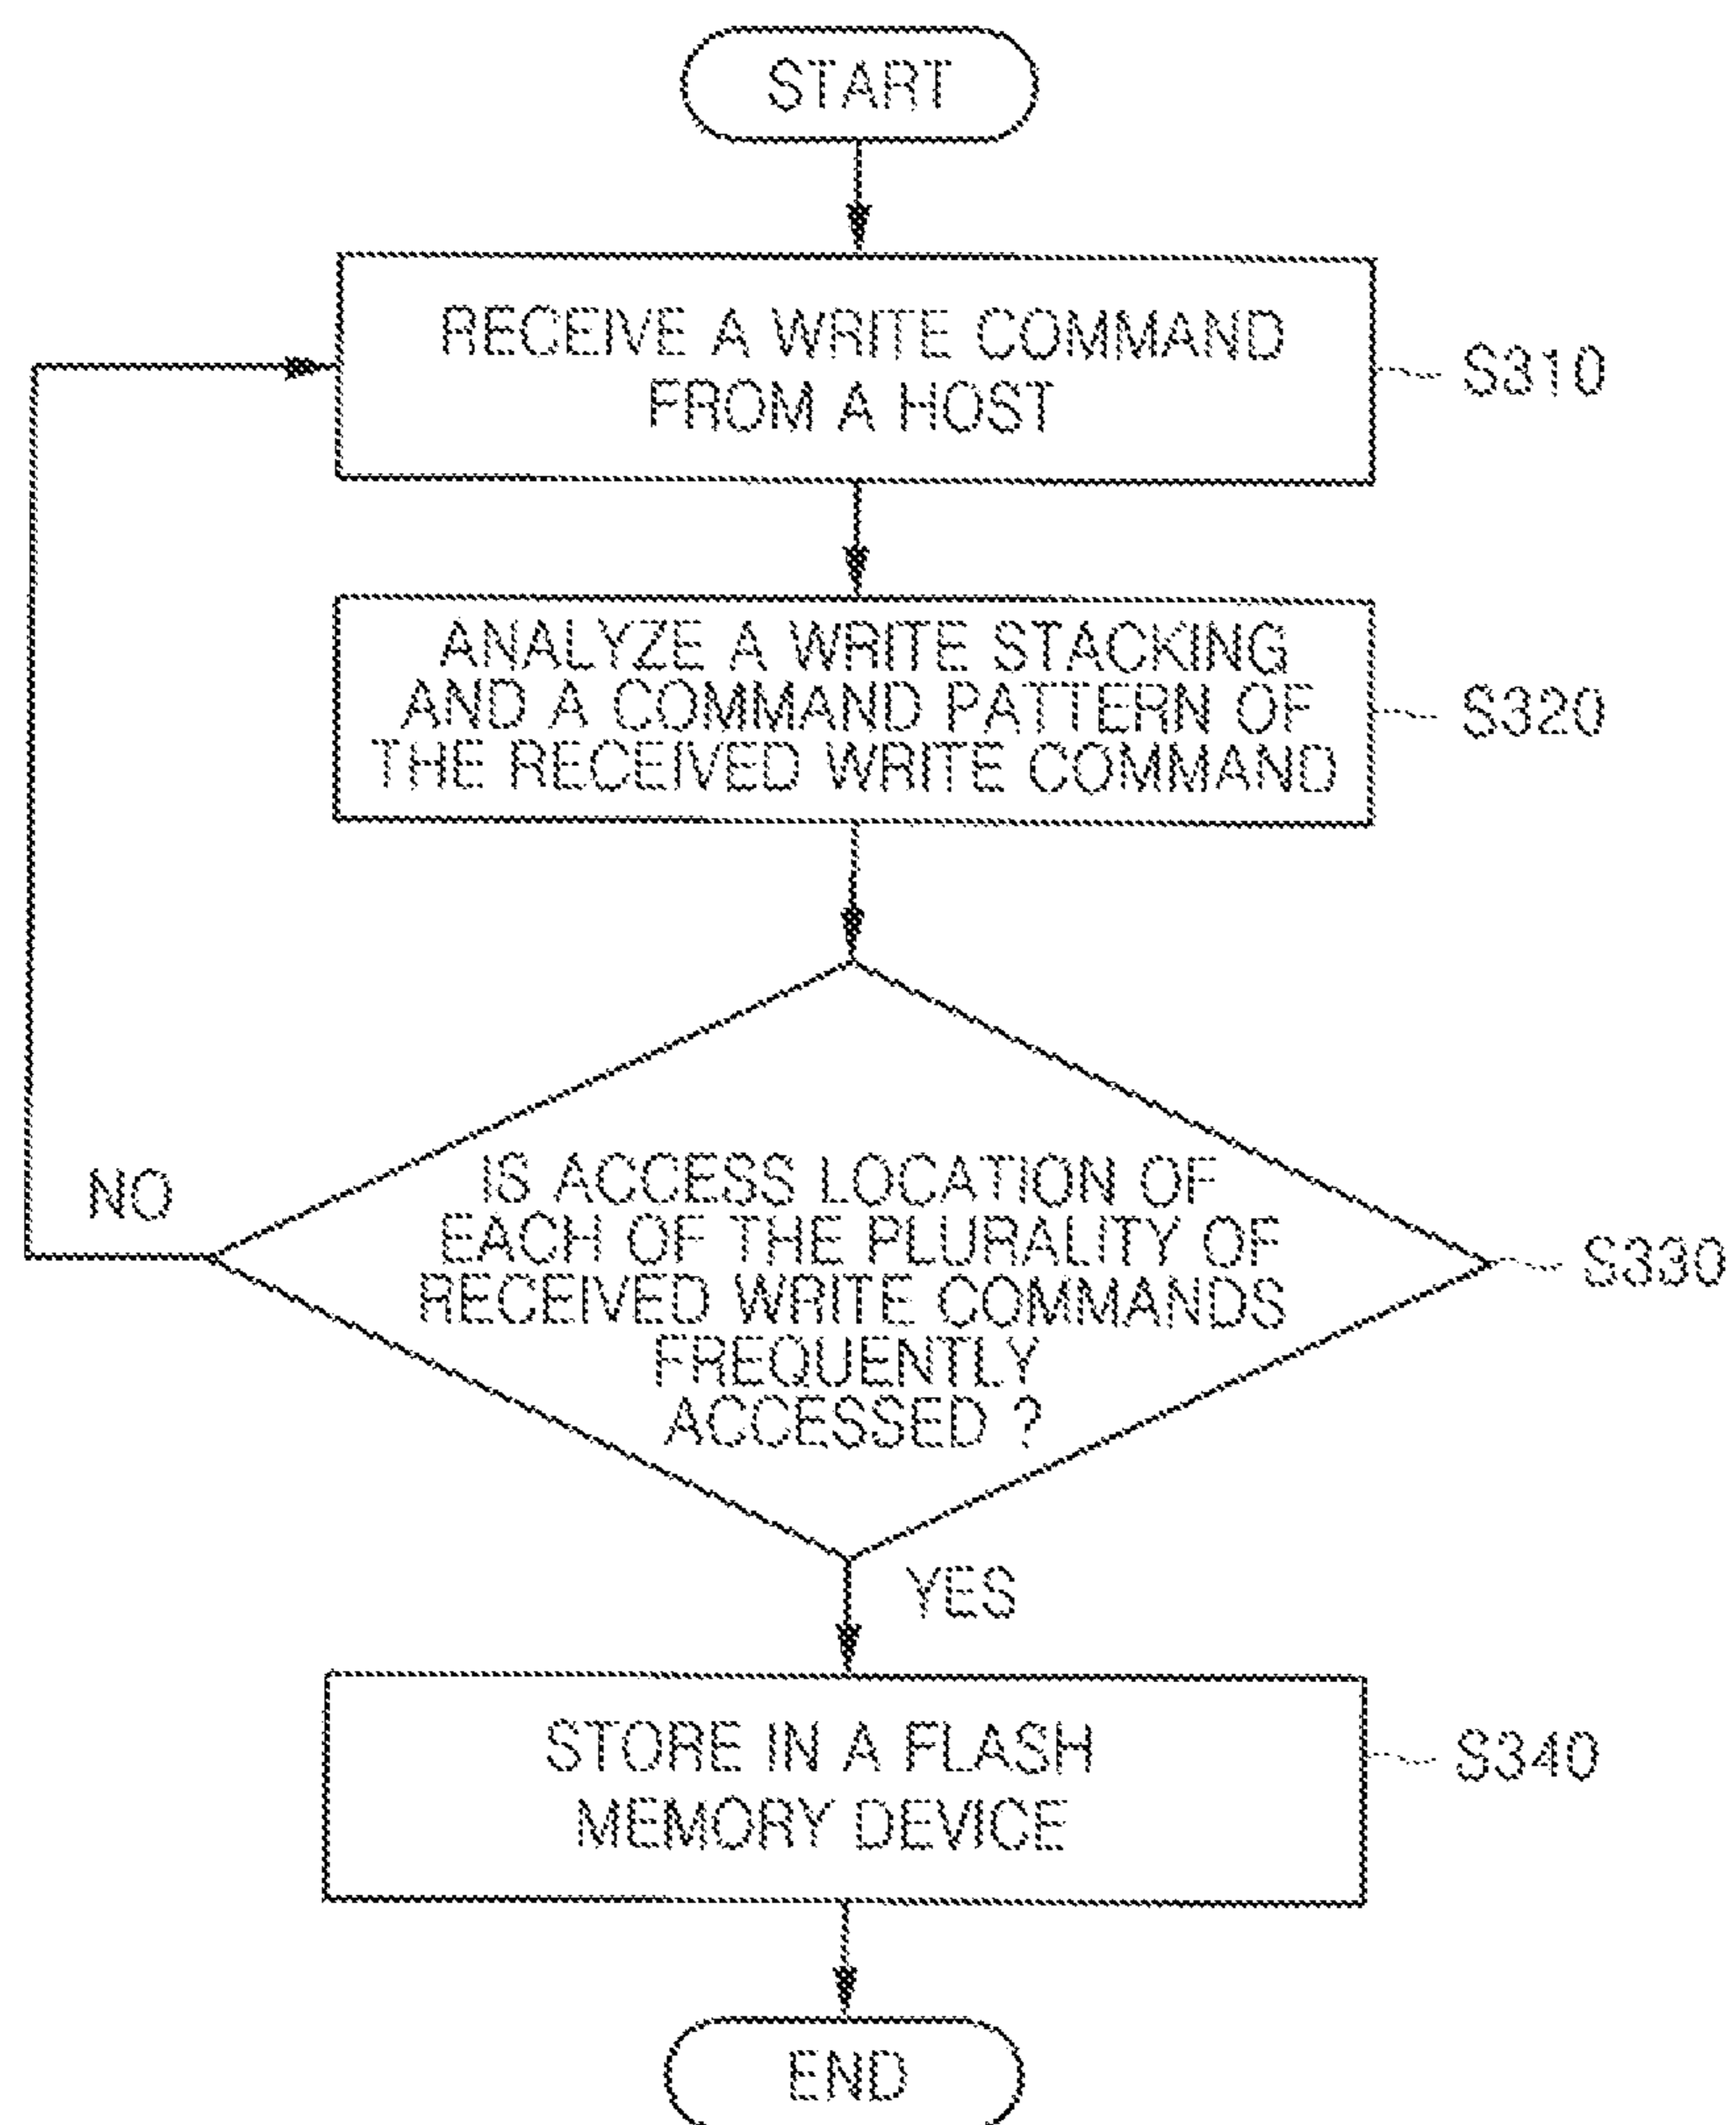 START
RECEIVE A WRITE COMMAND
FROM A HOST
S310
ANALYZE A WRITE STACKING
AND A COMMAND PATTERN OF
THE RECEIVED WRITE COMMAND
S320
IS ACCESS LOCATION OF
EACH OF THE PLURALITY OF
RECEIVED WRITE COMMANDS
FREQUENTLY
ACCESSED ?
S330
NO
YES
STORE IN A FLASH
MEMORY DEVICE
S340
END